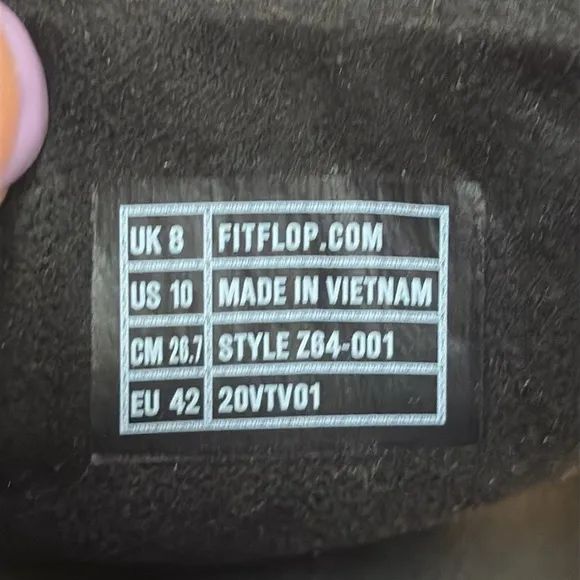 UK 8 FITFLOP.COM
US 10 MADE IN VIETNAM
CM 26.7 STYLE Z64-001
EU 42 20VTV01